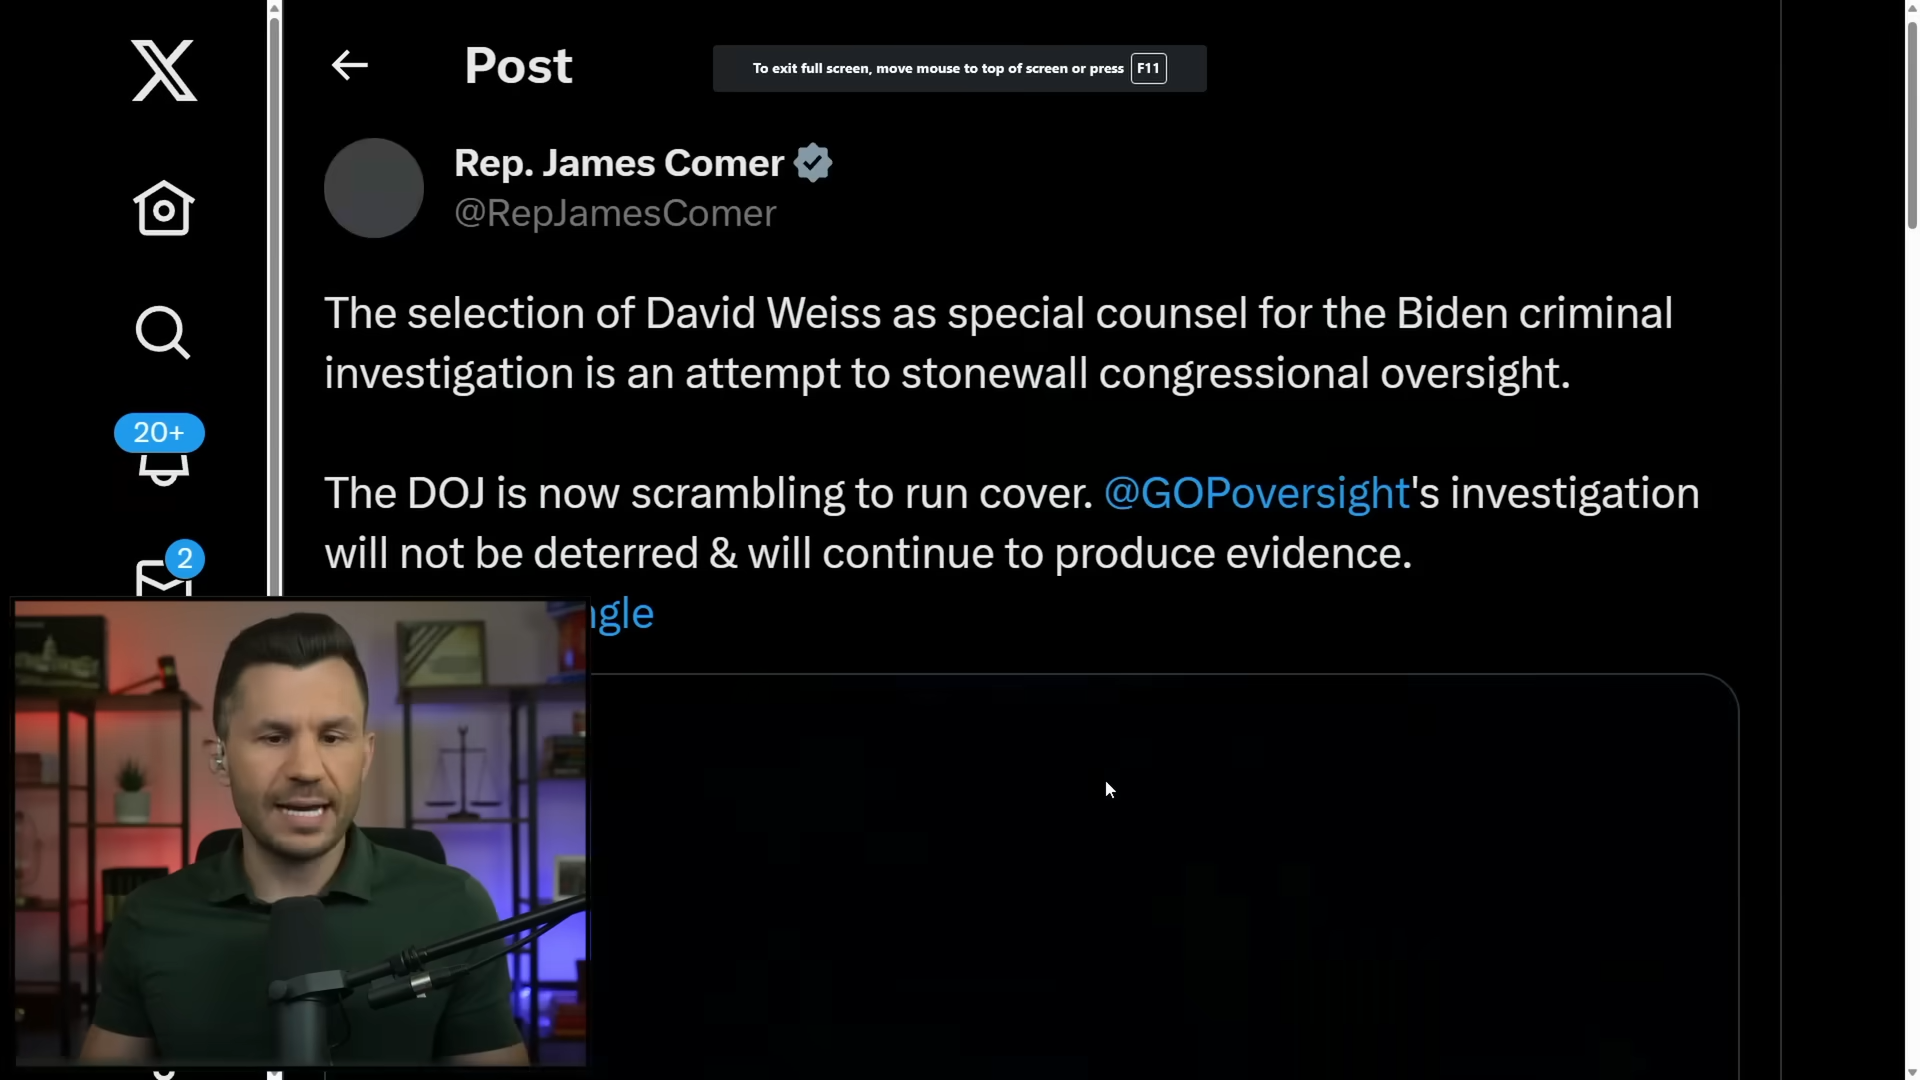 Post
To exit full screen, move mouse to top of screen or press F11
Rep. James Comer
@RepJamesComer
The selection of David Weiss as special counsel for the Biden criminal
investigation is an attempt to stonewall congressional oversight.
20+
The DOJ is now scrambling to run cover. @GOPoversight's investigation
will not be deterred & will continue to produce evidence.
2